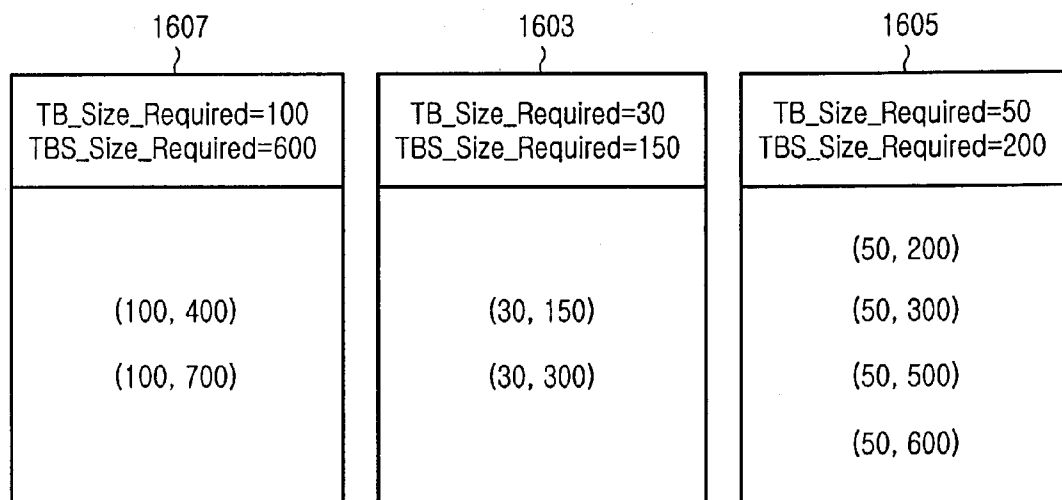 1607
TB_Size_Required=100
TBS_Size_Required=600
(100, 400)
(100, 700)
1603
TB_Size_Required=30
TBS_Size_Required=150
(30, 150)
(30, 300)
1605
TB_Size_Required=50
TBS_Size_Required=200
(50, 200)
(50, 300)
(50, 500)
(50, 600)